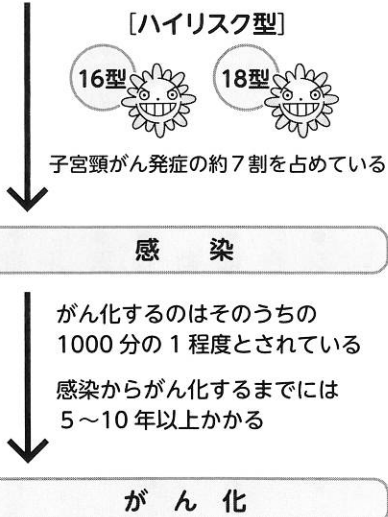 [ハイリスク型]
16型 18型
子宮頸がん発症の約7割を占めている
感 染
がん化するのはそのうちの
1000分の1程度とされている
感染からがん化するまでには
5～10年以上かかる
が ん 化